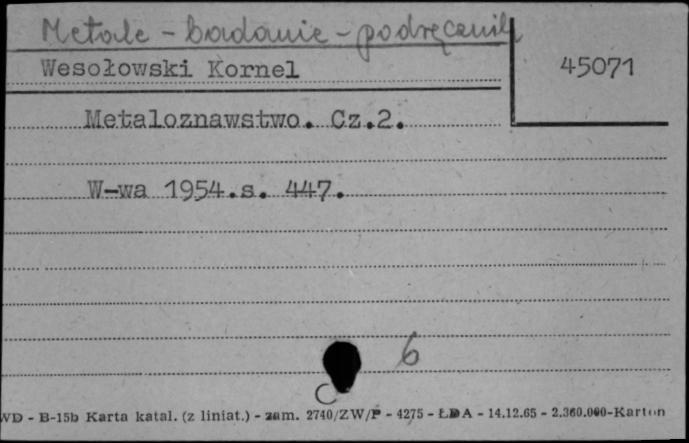 Metale - badanie - podręcznik
Wesołowski Kornel
45071
Metaloznawstwo. Cz.2.
W-wa 1954.s. 447.
6
WD - B-15b Karta katal. (z liniat.) - zam. 2740/ZW/P - 4275 - ŁDA - 14.12.65 - 2.360.000-Karton